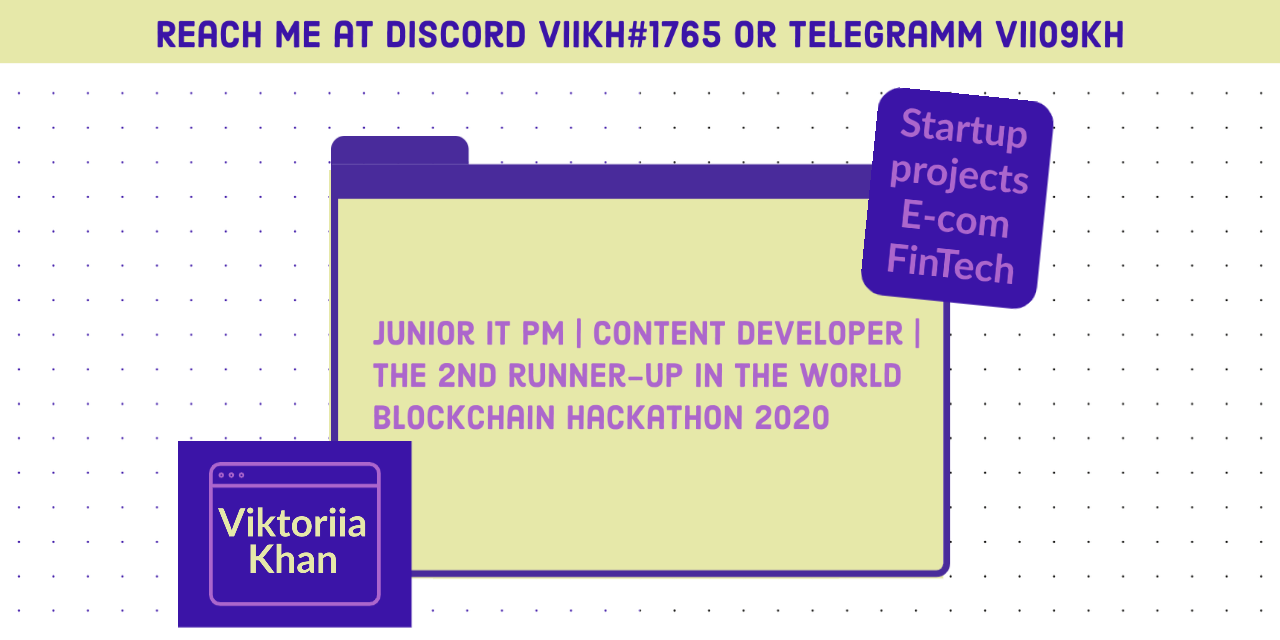 REACH ME AT DISCORD VIIKH#1765 OR TELEGRAMM VII09KH
Startup
projects
E-com
FinTech
JUNIOR IT PM | CONTENT DEVELOPER |
THE 2ND RUNNER-UP IN THE WORLD
BLOCKCHAIN HACKATHON 2020
Viktoriia
Khan